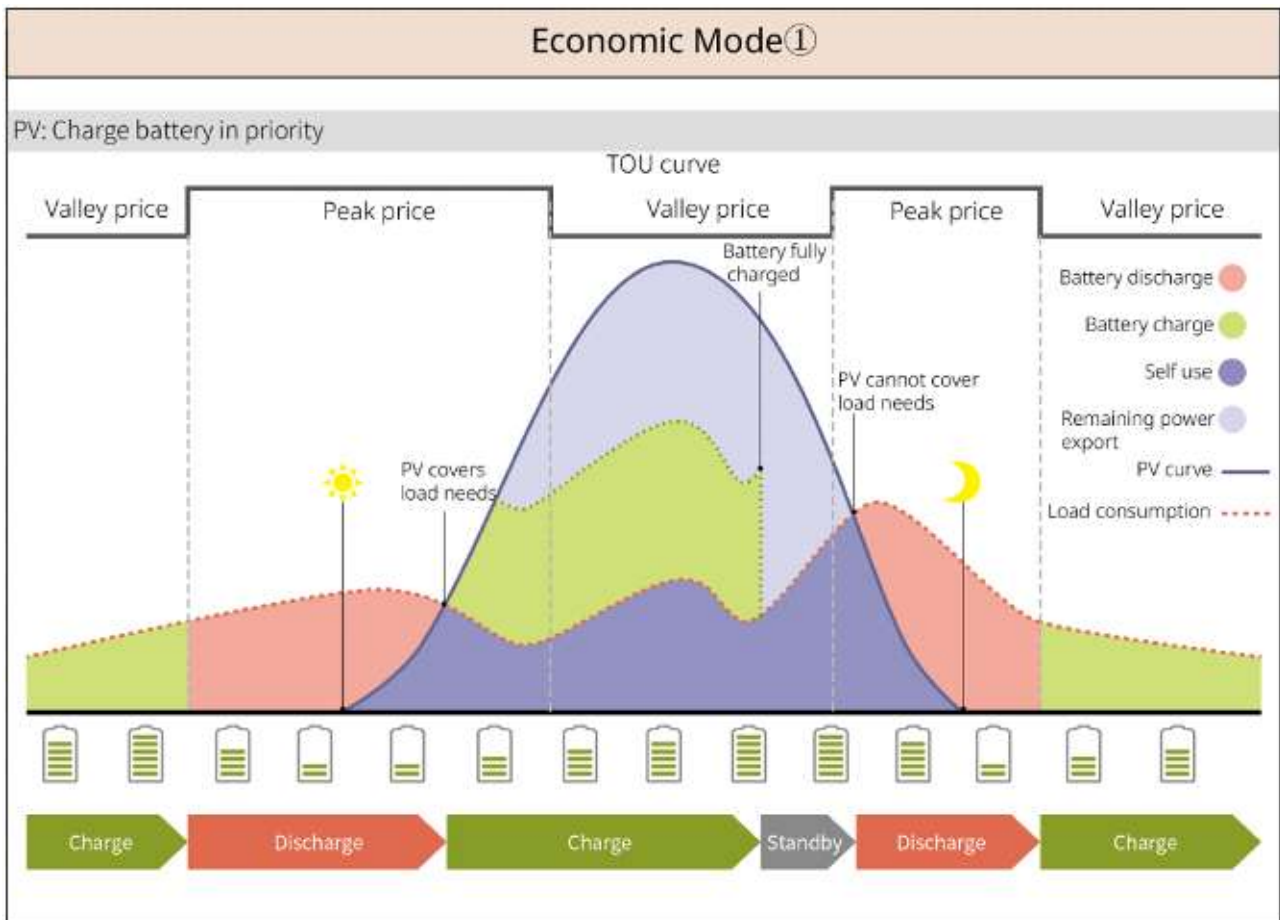 Economic Mode①
PV: Charge battery in priority
TOU curve
Valley price
Peak price
Valley price
Peak price
Valley price
Battery fully
charged
Battery discharge
Battery charge
Self use
Remaining power
export
PV curve
Load consumption
PV cannot cover
load needs
PV covers
load needs
Charge
Discharge
Charge
Standby
Discharge
Charge